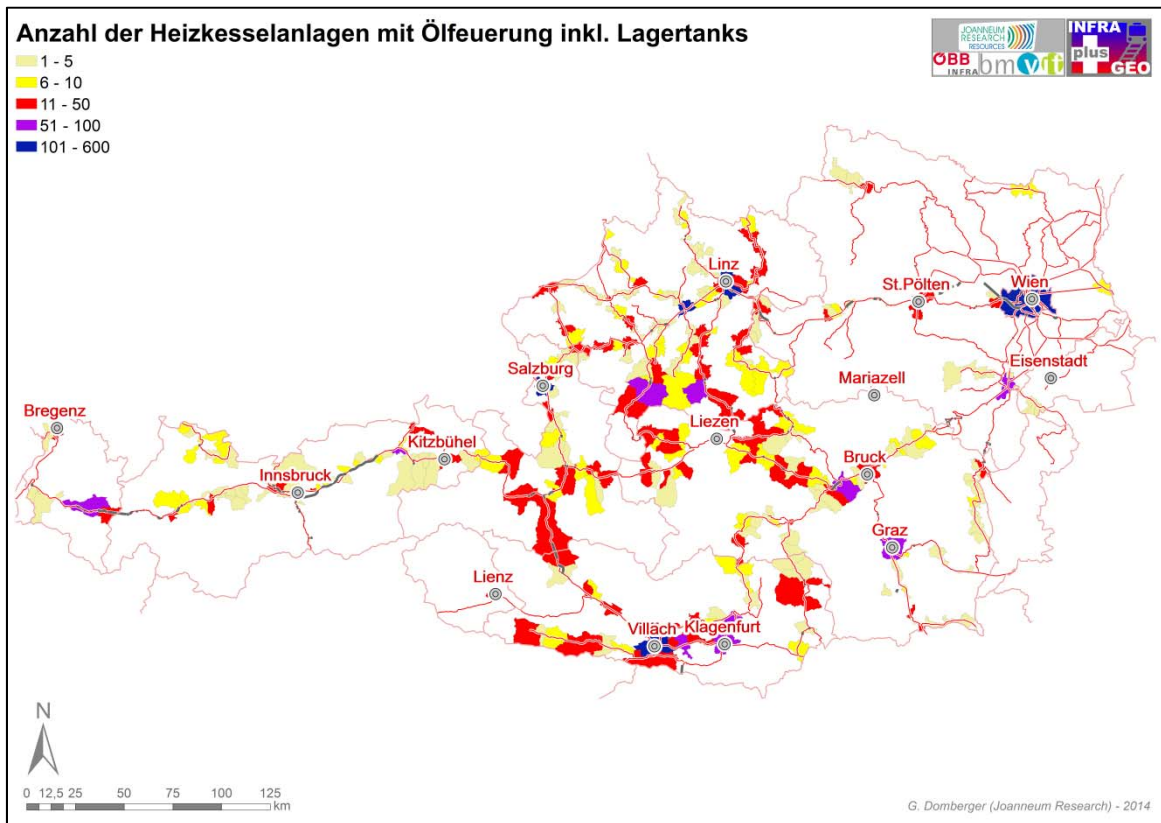 Anzahl der Heizkesselanlagen mit Ölfeuerung inkl. Lagertanks
1 - 5
6 - 10
11 - 50
51 - 100
101 - 600
JOANNEUM
RESEARCH
RESOURCES
ÖBB
INFRA
bmvit
INFRA
plus
GEO
Linz
St.Pölten
Wien
Salzburg
Eisenstadt
Mariazell
Bregenz
Liezen
Kitzbühel
Innsbruck
Bruck
Graz
Lienz
Villach
Klagenfurt
N
0 12,5 25 50 75 100 125
km
G. Domberger (Joanneum Research) - 2014